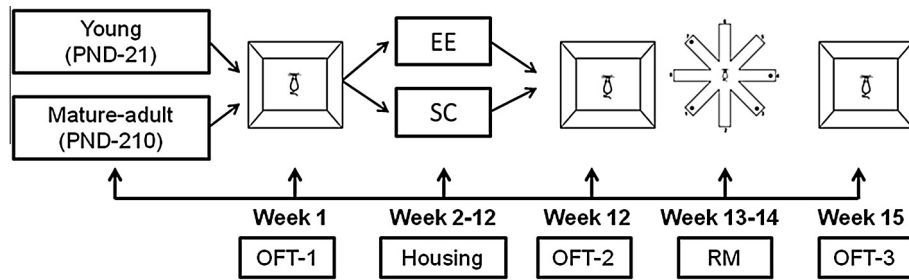 Young
(PND-21)
Mature-adult
(PND-210)
EE
SC
Week 1
Week 2-12
Week 12
Week 13-14
Week 15
OFT-1
Housing
OFT-2
RM
OFT-3